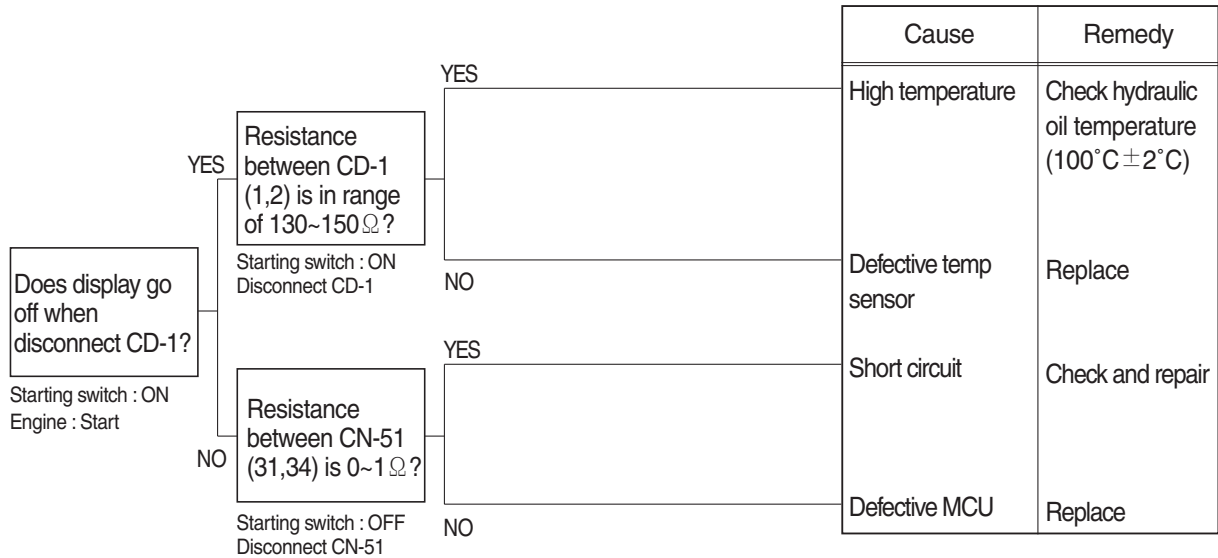 Cause
Remedy
YES
High temperature
Check hydraulic
oil temperature
(100˚C±2˚C)
Resistance
between CD-1
(1,2) is in range
of 130~150Ω?
YES
Starting switch : ON
Disconnect CD-1
NO
Defective temp
sensor
Replace
Does display go
off when
disconnect CD-1?
Starting switch : ON
Engine : Start
YES
Short circuit
Check and repair
Resistance
between CN-51
(31,34) is 0~1Ω?
NO
Starting switch : OFF
Disconnect CN-51
NO
Defective MCU
Replace